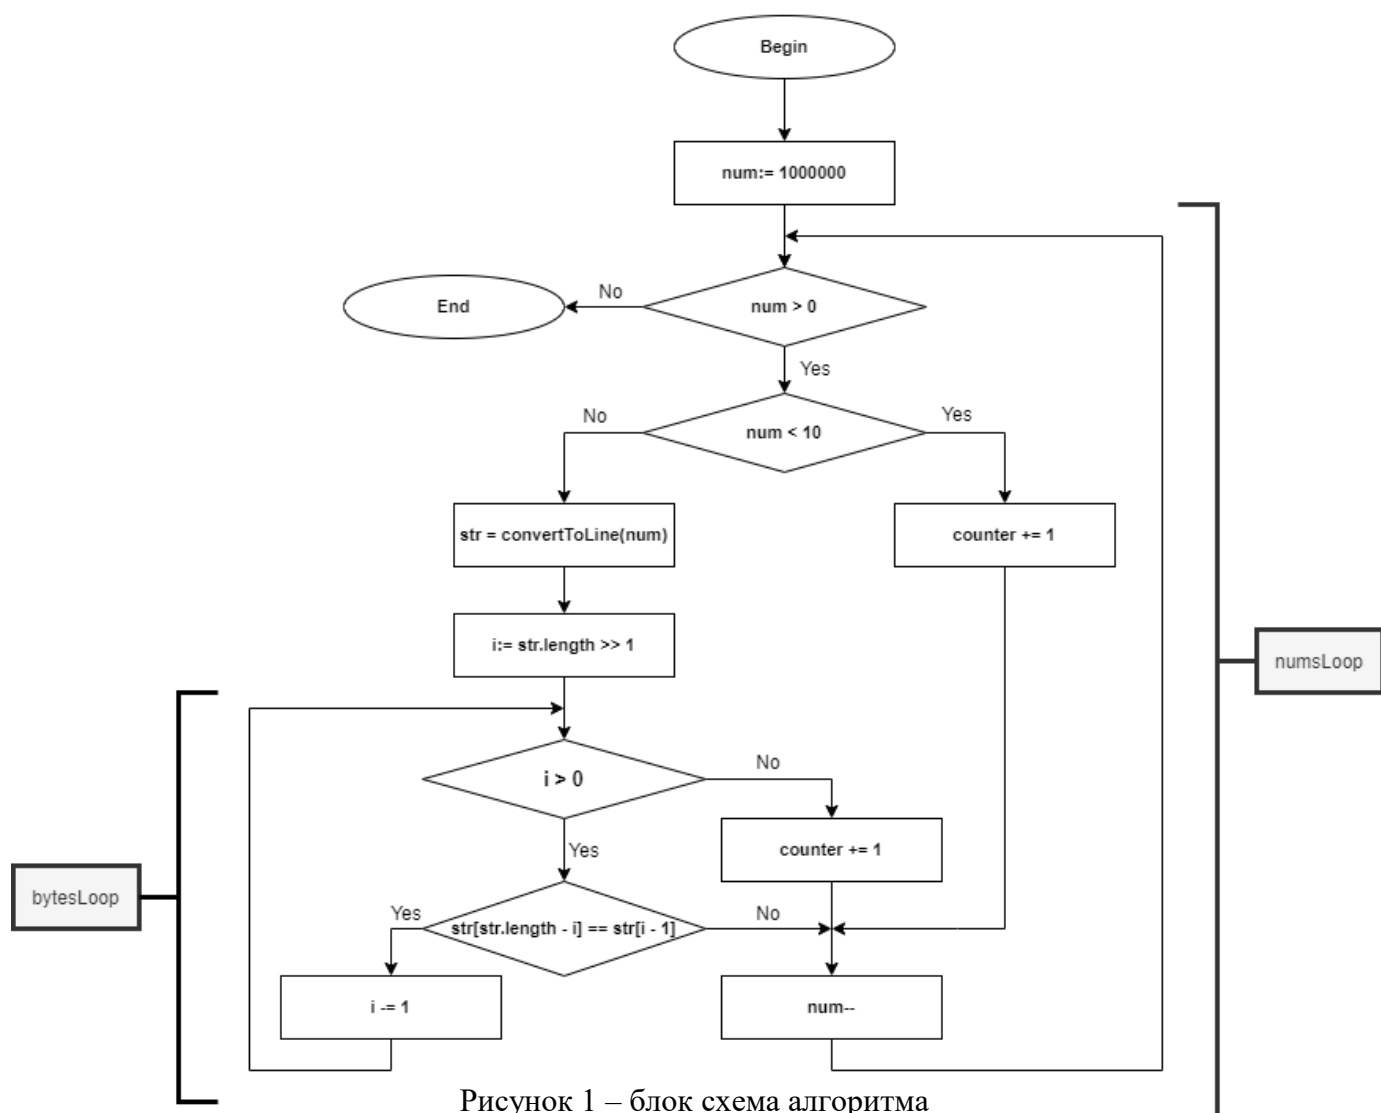 Begin
num:= 1000000
num > 0
No
End
Yes
num < 10
No
Yes
str = convertToLine(num)
counter += 1
i:= str.length >> 1
numsLoop
i > 0
No
Yes
counter += 1
bytesLoop
str[str.length - i] == str[i - 1]
Yes
No
i -= 1
num--
Рисунок 1 – блок схема алгоритма